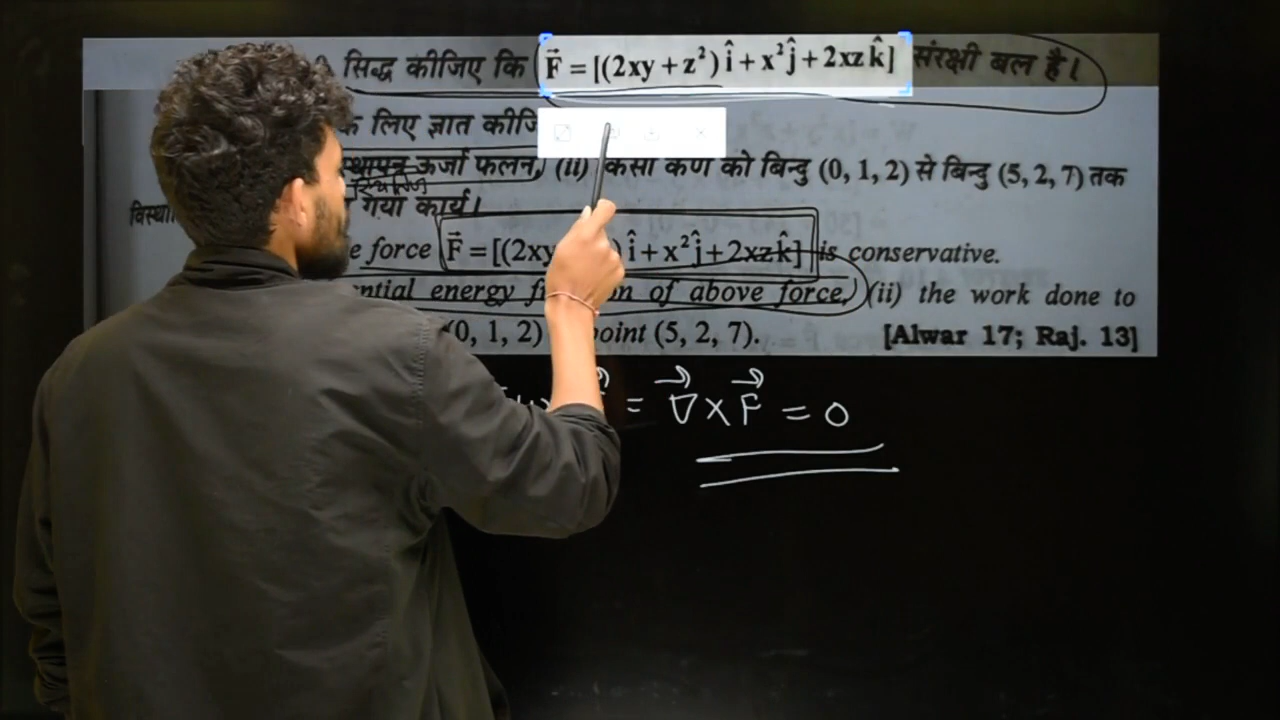 सिद्ध कीजिए कि F⃗ = [(2xy + z²) î + x² ĵ + 2xz k̂] संरक्षी बल है।
के लिए ज्ञात
ऊर्जा फलन, (ii) किसी कण को बिन्दु (0, 1, 2) से बिन्दु (5, 2, 7) तक
गया कार्य।
force F⃗ = [(2xy î + x² ĵ + 2xz k̂] is conservative.
energy of above force, (ii) the work done to
(0, 1, 2) point (5, 2, 7). [Alwar 17; Raj. 13]
= ∇⃗ × F⃗ = 0